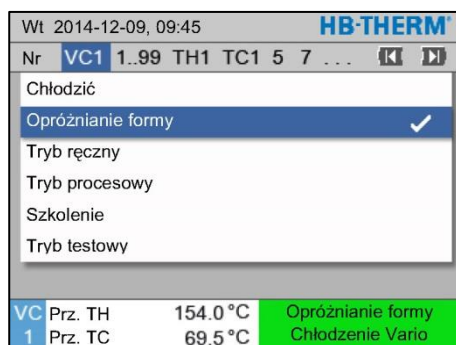 Wt 2014-12-09, 09:45 HB-THERM®
Nr VC1 1..99 TH1 TC1 5 7 ...
Chłodzić
Opróżnianie formy
Tryb ręczny
Tryb procesowy
Szkolenie
Tryb testowy
VC Prz. TH 154.0 °C Opróżnianie formy
1 Prz. TC 69.5 °C Chłodzenie Vario